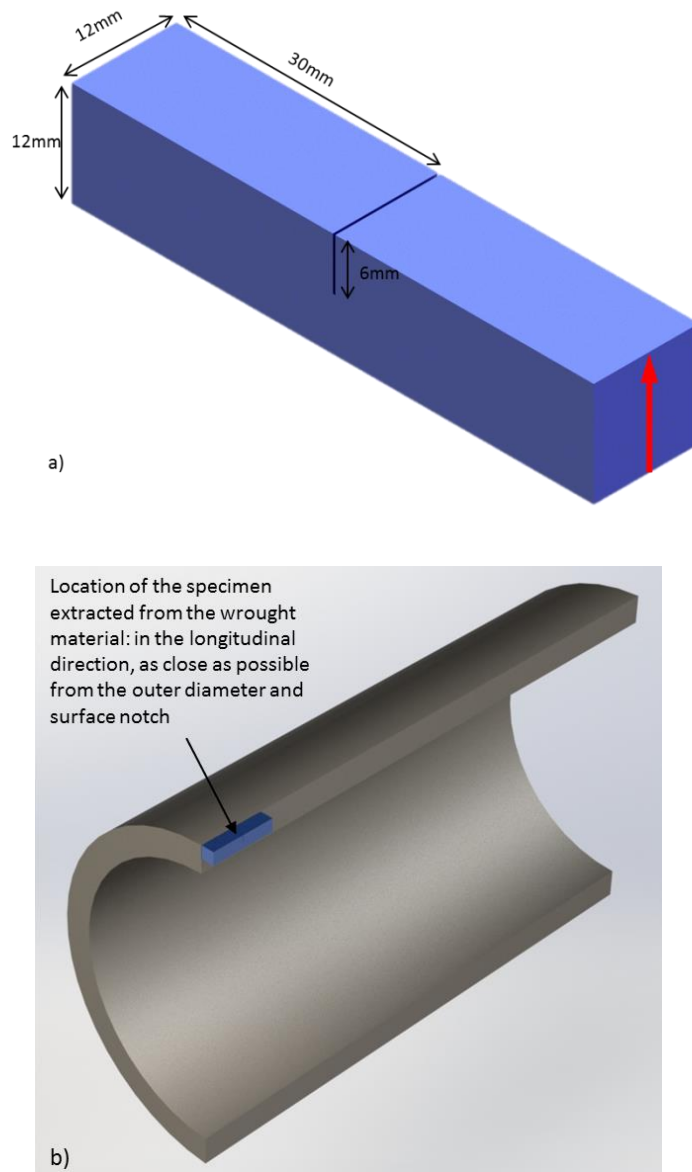 12mm
30mm
12mm
6mm
a)
Location of the specimen
extracted from the wrought
material: in the longitudinal
direction, as close as possible
from the outer diameter and
surface notch
b)